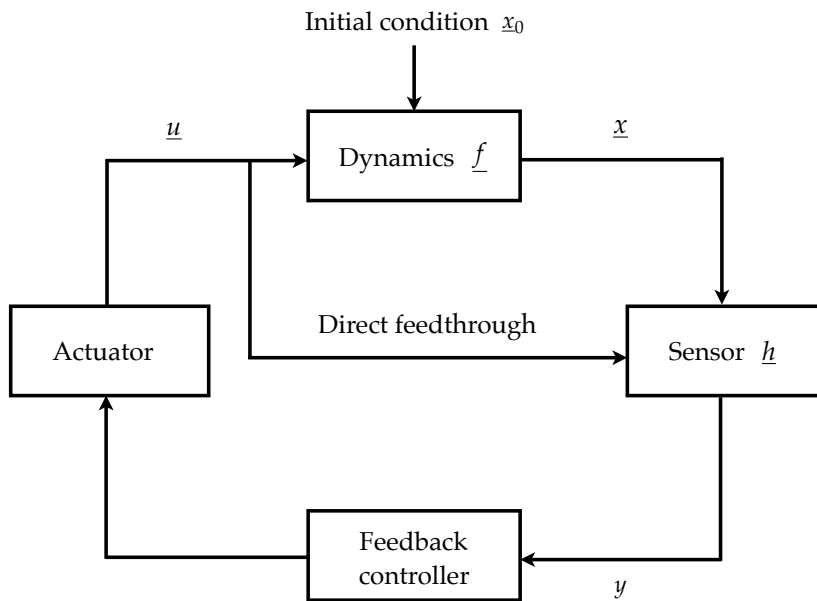 Initial condition x₀
u
Dynamics f
x
Direct feedthrough
Actuator
Sensor h
Feedback
controller
y